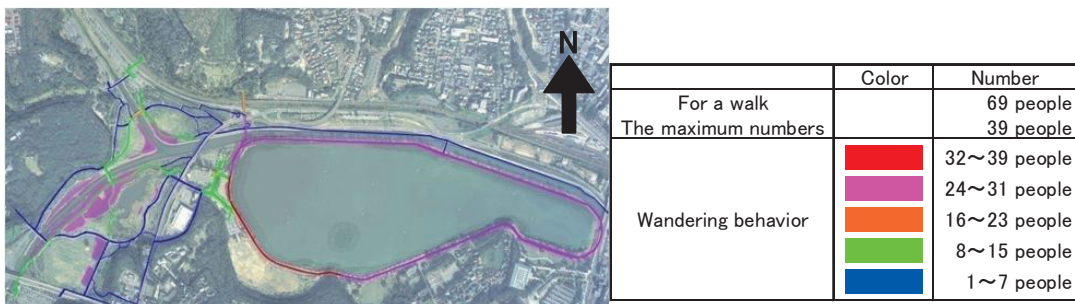 N
Color Number
For a walk 69 people
The maximum numbers 39 people
Wandering behavior
32～39 people
24～31 people
16～23 people
8～15 people
1～7 people